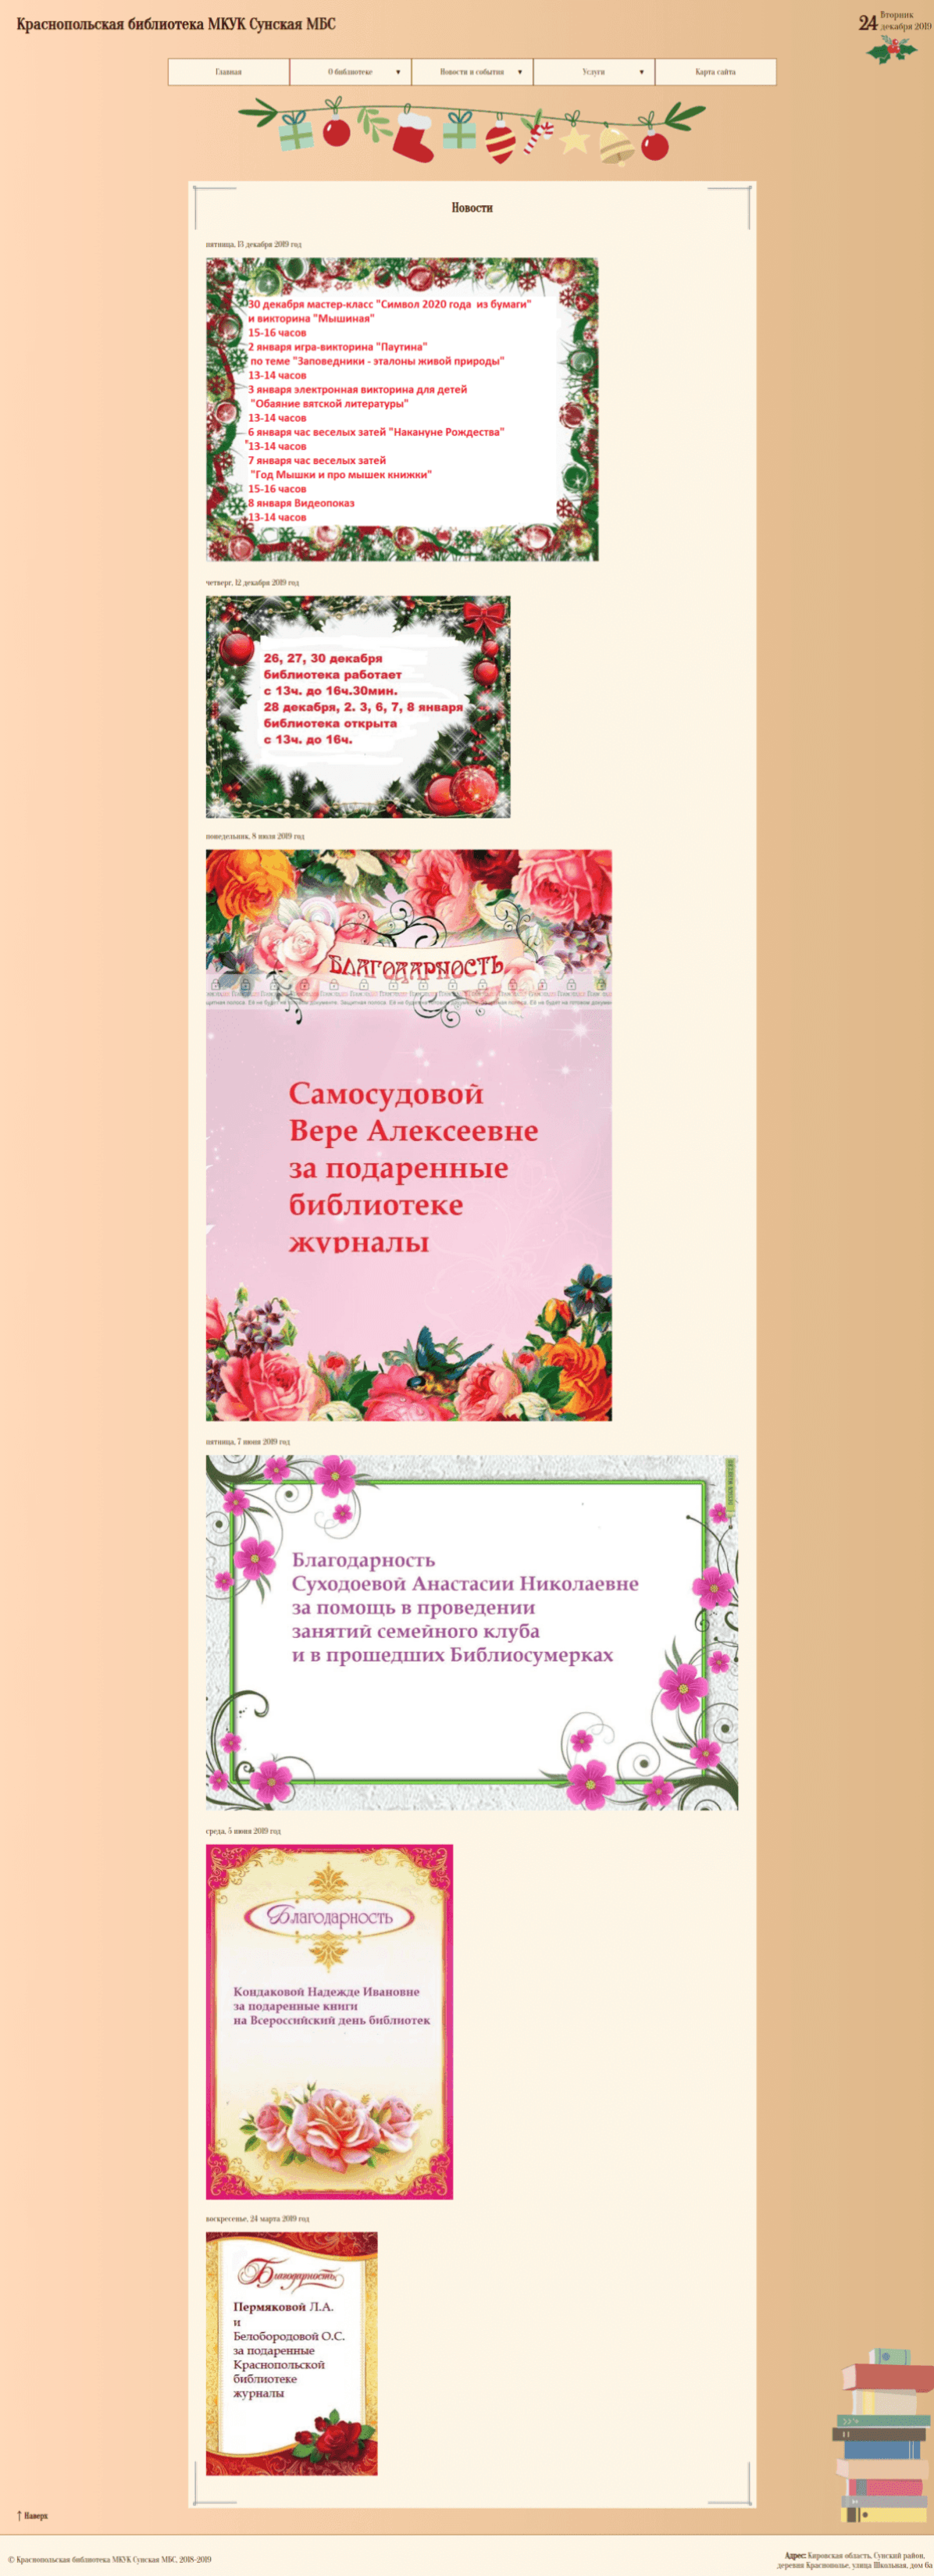 Краснопольская библиотека МКУК Сунская МБС
24 Вторник
декабря 2019
Главная
О библиотеке ▼
Новости и события ▼
Услуги ▼
Карта сайта
Новости
пятница, 13 декабря 2019 год
30 декабря мастер-класс "Символ 2020 года из бумаги"
и викторина "Мышиная"
15-16 часов
2 января игра-викторина "Паутина"
по теме "Заповедники - эталоны живой природы"
13-14 часов
3 января электронная викторина для детей
"Обаяние вятской литературы"
13-14 часов
6 января час веселых затей "Накануне Рождества"
13-14 часов
7 января час веселых затей
"Год Мышки и про мышек книжки"
15-16 часов
8 января Видеопоказ
13-14 часов
четверг, 12 декабря 2019 год
26, 27, 30 декабря
библиотека работает
с 13ч. до 16ч.30мин.
28 декабря, 2. 3, 6, 7, 8 января
библиотека открыта
с 13ч. до 16ч.
понедельник, 8 июля 2019 год
БЛАГОДАРНОСТЬ
Самосудовой
Вере Алексеевне
за подаренные
библиотеке
журналы
пятница, 7 июня 2019 год
Благодарность
Суходоевой Анастасии Николаевне
за помощь в проведении
занятий семейного клуба
и в прошедших Библиосумерках
среда, 5 июня 2019 год
Благодарность
Кондаковой Надежде Ивановне
за подаренные книги
на Всероссийский день библиотек
воскресенье, 24 марта 2019 год
Благодарность
Пермяковой Л.А.
и
Белобородовой О.С.
за подаренные
Краснопольской
библиотеке
журналы
↑ Наверх
© Краснопольская библиотека МКУК Сунская МБС, 2018-2019
Адрес: Кировская область, Сунский район,
деревня Краснополье, улица Школьная, дом 6а